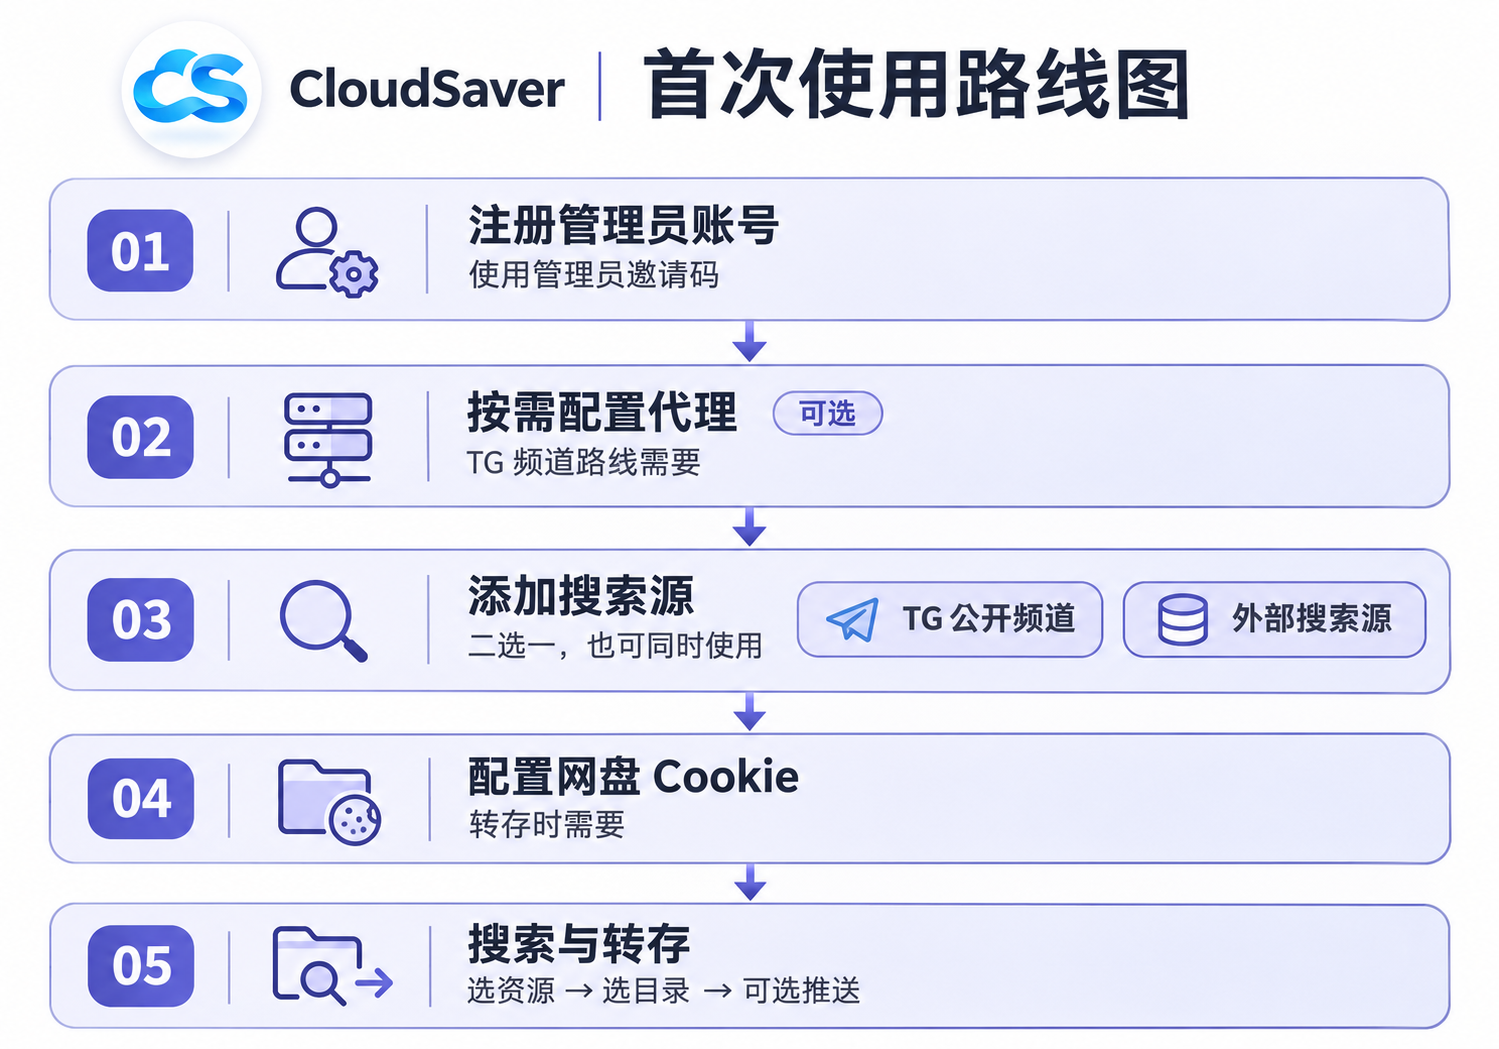 CS
CloudSaver
首次使用路线图
01
注册管理员账号
使用管理员邀请码
02
按需配置代理
可选
TG 频道路线需要
03
添加搜索源
二选一，也可同时使用
TG 公开频道
外部搜索源
04
配置网盘 Cookie
转存时需要
05
搜索与转存
选资源 → 选目录 → 可选推送